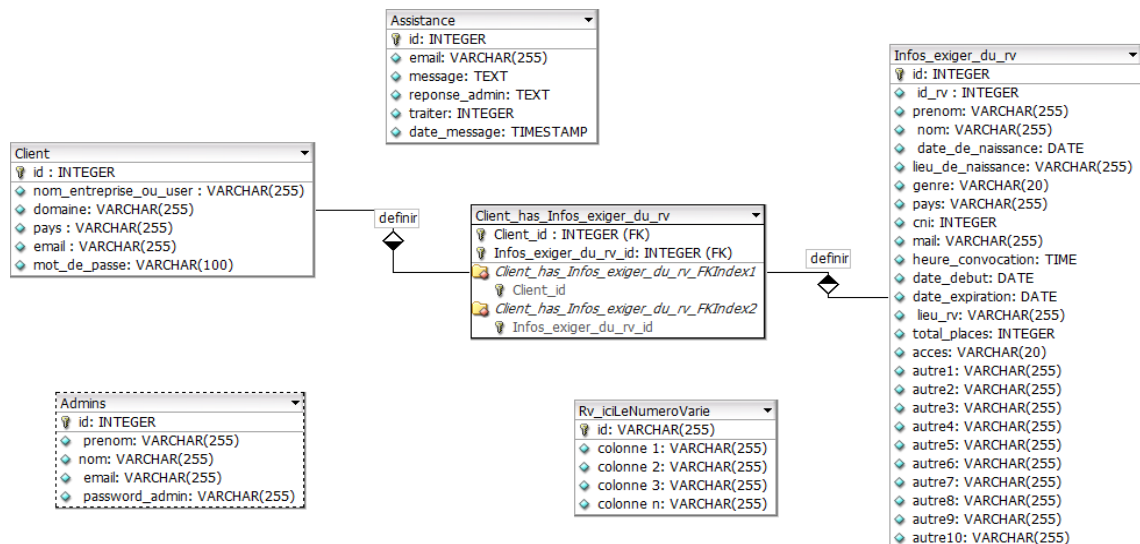 Assistance
id: INTEGER
email: VARCHAR(255)
message: TEXT
reponse_admin: TEXT
traiter: INTEGER
date_message: TIMESTAMP
Client
id : INTEGER
nom_entreprise_ou_user : VARCHAR(255)
domaine: VARCHAR(255)
pays : VARCHAR(255)
email : VARCHAR(255)
mot_de_passe: VARCHAR(100)
definir
Client_has_Infos_exiger_du_rv
Client_id : INTEGER (FK)
Infos_exiger_du_rv_id: INTEGER (FK)
Client_has_Infos_exiger_du_rv_FKIndex1
Client_id
Client_has_Infos_exiger_du_rv_FKIndex2
Infos_exiger_du_rv_id
definir
Infos_exiger_du_rv
id: INTEGER
id_rv : INTEGER
prenom: VARCHAR(255)
nom: VARCHAR(255)
date_de_naissance: DATE
lieu_de_naissance: VARCHAR(255)
genre: VARCHAR(20)
pays: VARCHAR(255)
cni: INTEGER
mail: VARCHAR(255)
heure_convocation: TIME
date_debut: DATE
date_expiration: DATE
lieu_rv: VARCHAR(255)
total_places: INTEGER
acces: VARCHAR(20)
autre1: VARCHAR(255)
autre2: VARCHAR(255)
autre3: VARCHAR(255)
autre4: VARCHAR(255)
autre5: VARCHAR(255)
autre6: VARCHAR(255)
autre7: VARCHAR(255)
autre8: VARCHAR(255)
autre9: VARCHAR(255)
autre10: VARCHAR(255)
Admins
id: INTEGER
prenom: VARCHAR(255)
nom: VARCHAR(255)
email: VARCHAR(255)
password_admin: VARCHAR(255)
Rv_iciLeNumeroVarie
id: VARCHAR(255)
colonne 1: VARCHAR(255)
colonne 2: VARCHAR(255)
colonne 3: VARCHAR(255)
colonne n: VARCHAR(255)